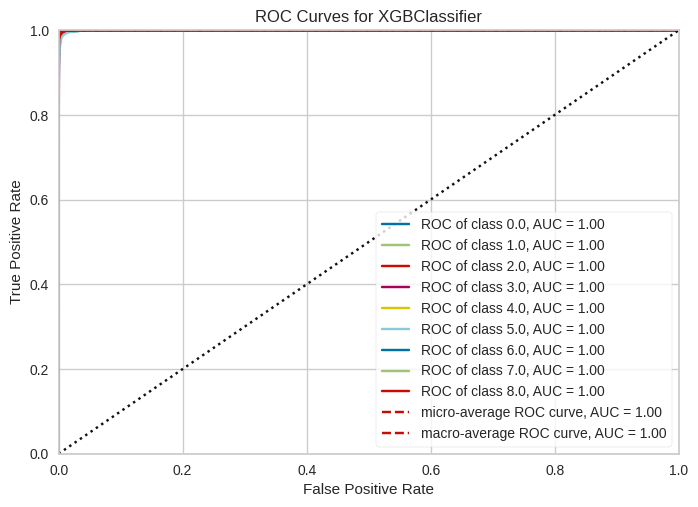 ROC Curves for XGBClassifier
1.0
0.8
0.6
0.4
0.2
0.0
True Positive Rate
ROC of class 0.0, AUC = 1.00
ROC of class 1.0, AUC = 1.00
ROC of class 2.0, AUC = 1.00
ROC of class 3.0, AUC = 1.00
ROC of class 4.0, AUC = 1.00
ROC of class 5.0, AUC = 1.00
ROC of class 6.0, AUC = 1.00
ROC of class 7.0, AUC = 1.00
ROC of class 8.0, AUC = 1.00
micro-average ROC curve, AUC = 1.00
macro-average ROC curve, AUC = 1.00
0.0 0.2 0.4 0.6 0.8 1.0
False Positive Rate